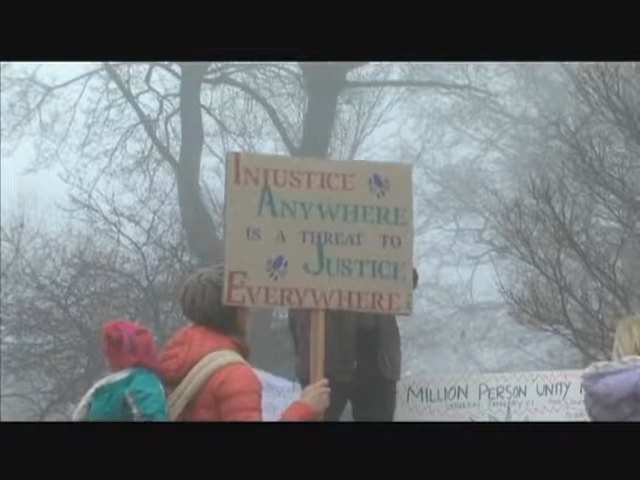 INJUSTICE
ANYWHERE
IS A THREAT TO
JUSTICE
EVERYWHERE
MILLION PERSON UNITY